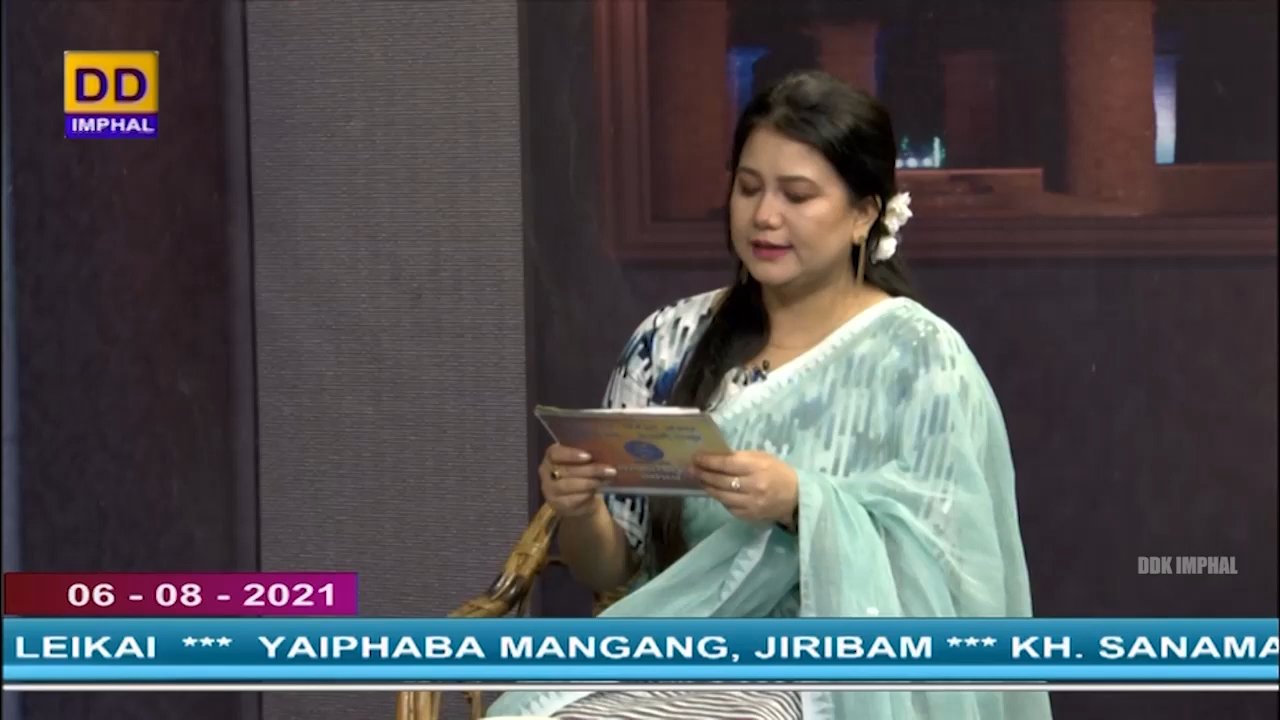 DD
IMPHAL
DDK IMPHAL
06 - 08 - 2021
LEIKAI *** YAIPHABA MANGANG, JIRIBAM *** KH. SANAMA